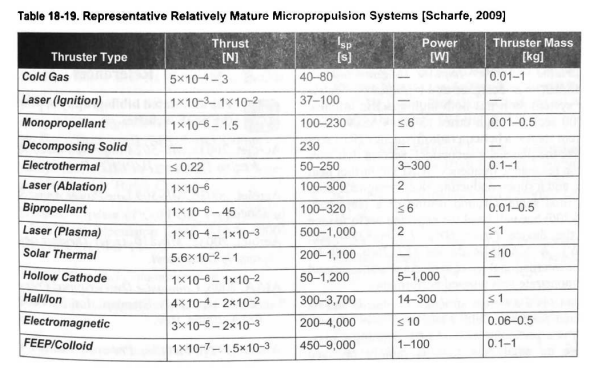 Table 18-19. Representative Relatively Mature Micropropulsion Systems [Scharfe, 2009]
Thruster Type Thrust [N] Isp [s] Power [W] Thruster Mass [kg]
Cold Gas 5×10–4 – 3 40–80 — 0.01–1
Laser (Ignition) 1×10–3– 1×10–2 37–100
Monopropellant 1×10–6 – 1.5 100–230 ≤ 6 0.01–0.5
Decomposing Solid — 230 — —
Electrothermal ≤ 0.22 50–250 3–300 0.1–1
Laser (Ablation) 1×10–6 100–300 2 —
Bipropellant 1×10–6 – 45 100–320 ≤ 6 0.01–0.5
Laser (Plasma) 1×10–4 – 1×10–3 500–1,000 2 ≤ 1
Solar Thermal 5.6×10–2 – 1 200–1,100 — ≤ 10
Hollow Cathode 1×10–6 – 1×10–2 50–1,200 5–1,000 —
Hall/Ion 4×10–4 – 2×10–2 300–3,700 14–300 ≤ 1
Electromagnetic 3×10–5 – 2×10–3 200–4,000 ≤ 10 0.06–0.5
FEEP/Colloid 1×10–7 – 1.5×10–3 450–9,000 1–100 0.1–1